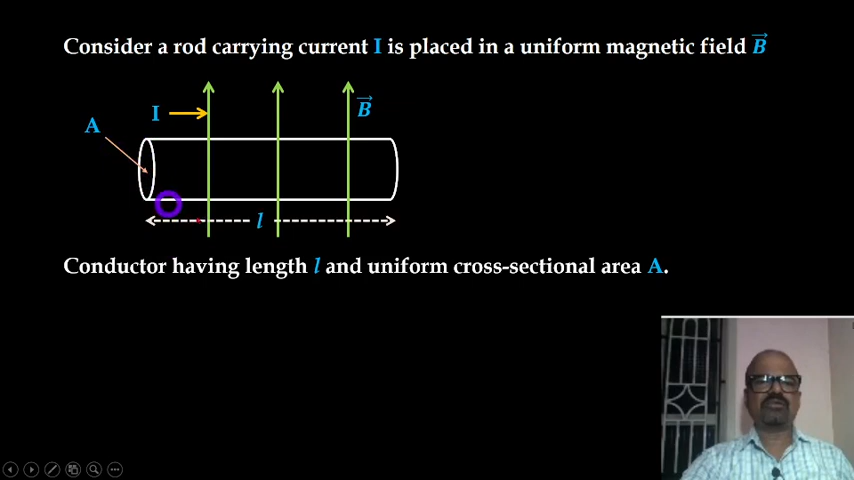 Consider a rod carrying current I is placed in a uniform magnetic field B⃗
I
B⃗
A
l
Conductor having length l and uniform cross-sectional area A.